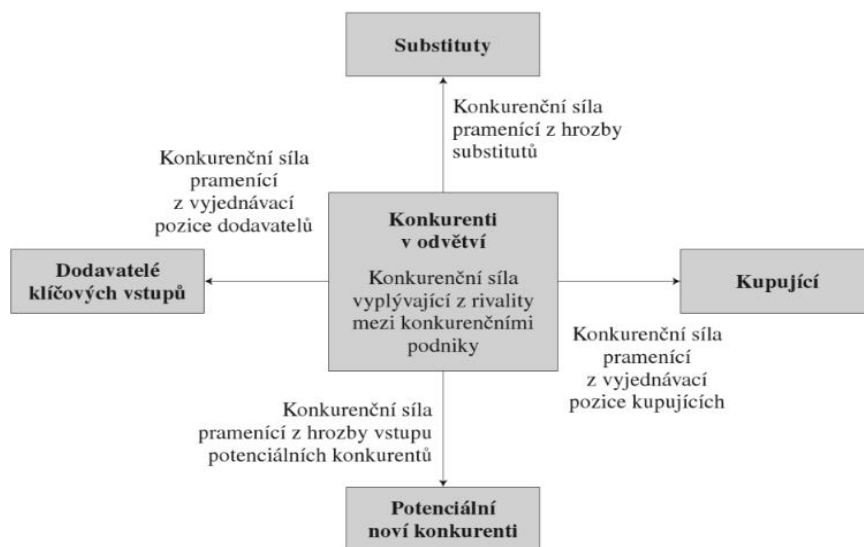 Substituty
Konkurenční síla
pramenící z hrozby
substitutů
Konkurenční síla
pramenící
z vyjednávací
pozice dodavatelů
Konkurenti
v odvětví
Konkurenční síla
vyplývající z rivality
mezi konkurenčními
podniky
Dodavatelé
klíčových vstupů
Kupující
Konkurenční síla
pramenící
z vyjednávací
pozice kupujících
Konkurenční síla
pramenící z hrozby vstupu
potenciálních konkurentů
Potenciální
noví konkurenti